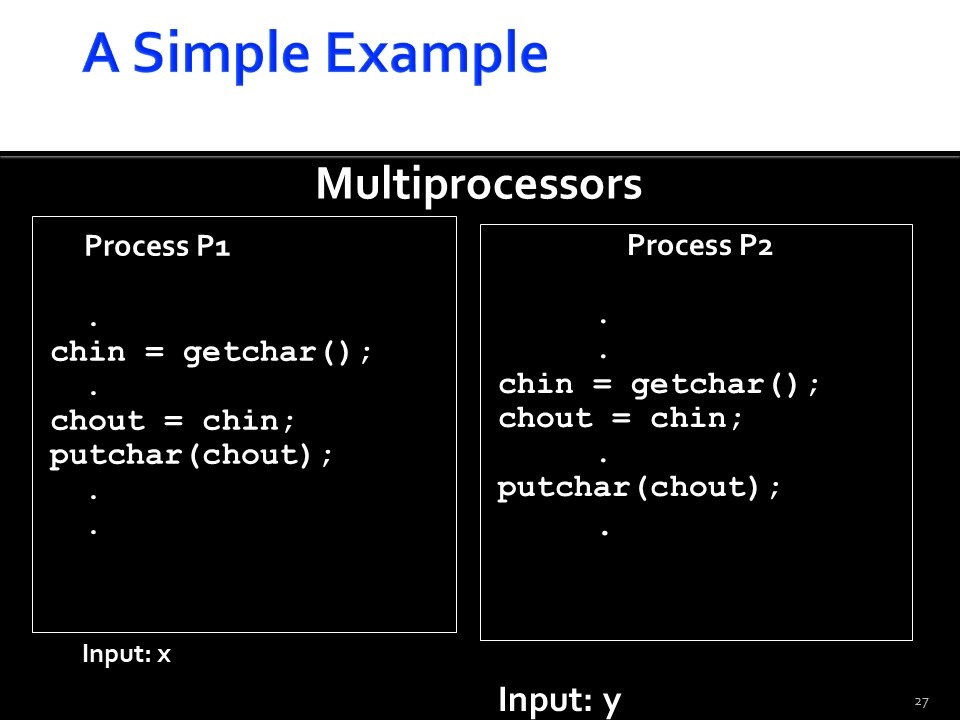 A Simple Example
Multiprocessors
Process P1
.
chin = getchar();
.
chout = chin;
putchar(chout);
.
.
Input: x
Process P2
.
.
chin = getchar();
chout = chin;
.
putchar(chout);
.
Input: y
27